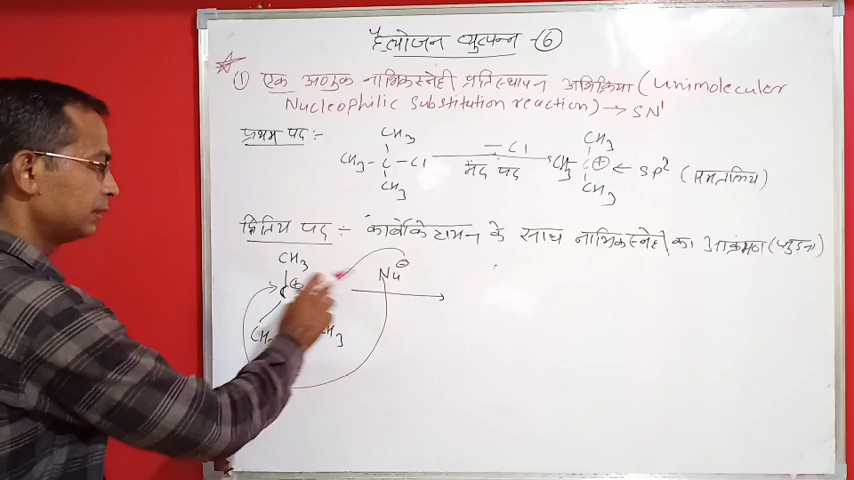 हैलोजन व्युत्पन्न - 6
① एक अणुक नाभिकस्नेही प्रतिस्थापन अभिक्रिया (Unimolecular
Nucleophilic Substitution reaction) → SN¹
प्रथम पद :-
CH₃
CH₃ - C - Cl
CH₃
- Cl
मंद पद
CH₃
CH₃ - C ⊕ ← SP² (समतलिय)
CH₃
द्वितिय पद ÷ कार्बोकेटायन के साथ नाभिकस्नेही का आक्रमण (जुडना)
CH₃
C ⊕
Nu ⊖
CH₃